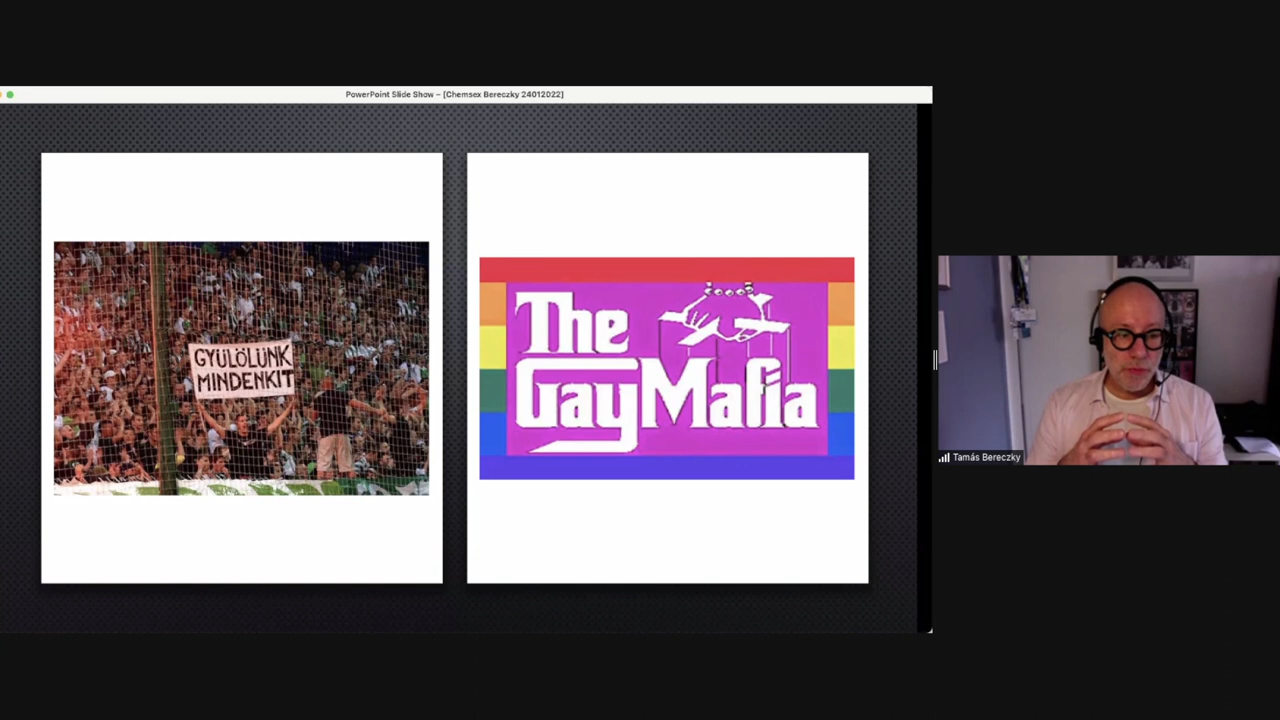 PowerPoint Slide Show – [Chemsex Bereczky 24012022]
GYŰLÖLÜNK
MINDENKIT
The
GayMafia
Tamás Bereczky